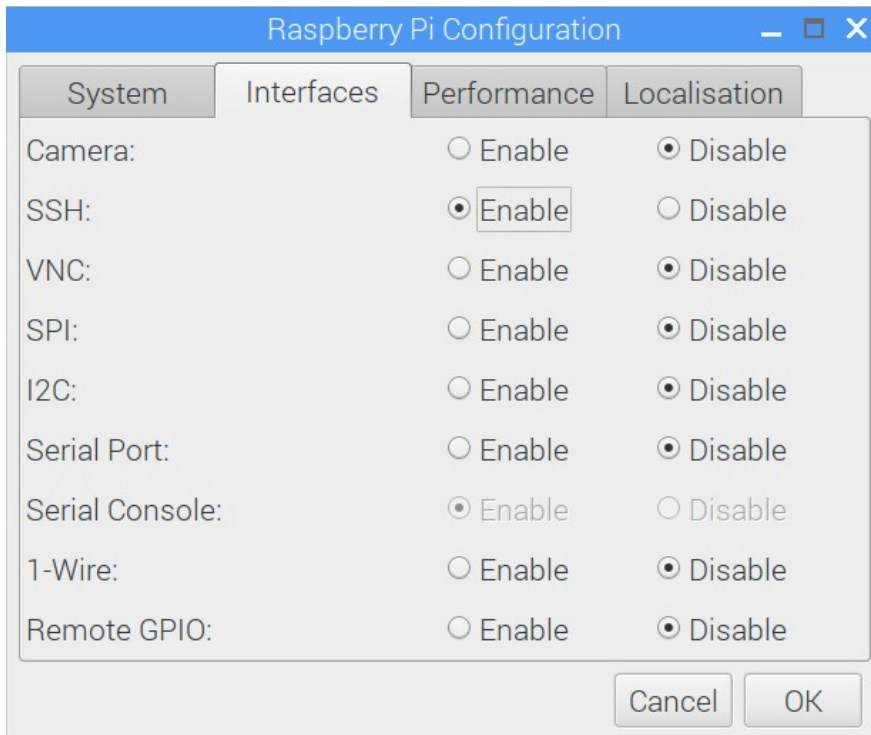 Raspberry Pi Configuration
System Interfaces Performance Localisation
Camera: Enable Disable
SSH: Enable Disable
VNC: Enable Disable
SPI: Enable Disable
I2C: Enable Disable
Serial Port: Enable Disable
Serial Console: Enable Disable
1-Wire: Enable Disable
Remote GPIO: Enable Disable
Cancel OK